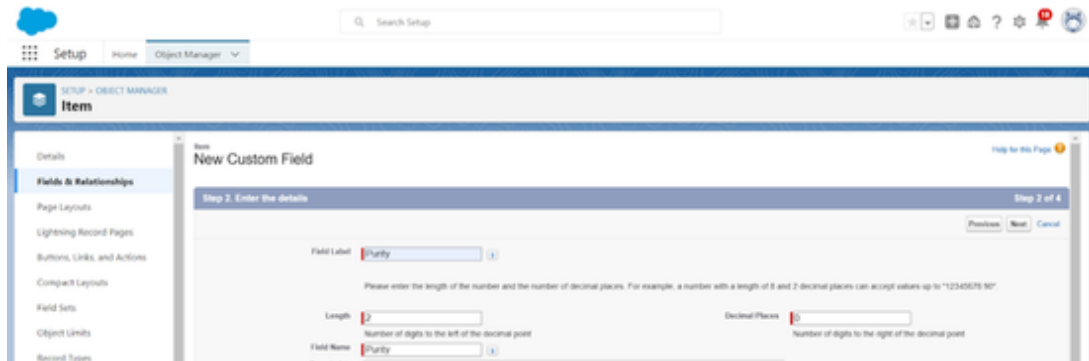 Search Setup
18
Setup Home Object Manager
SETUP > OBJECT MANAGER
Item
Details
Fields & Relationships
Page Layouts
Lightning Record Pages
Buttons, Links, and Actions
Compact Layouts
Field Sets
Object Limits
Record Types
Item
New Custom Field
Help for this Page
Step 2. Enter the details Step 2 of 4
Previous Next Cancel
Field Label Purity
Please enter the length of the number and the number of decimal places. For example, a number with a length of 8 and 2 decimal places can accept values up to "12345678.90".
Length 2 Decimal Places 0
Number of digits to the left of the decimal point Number of digits to the right of the decimal point
Field Name Purity